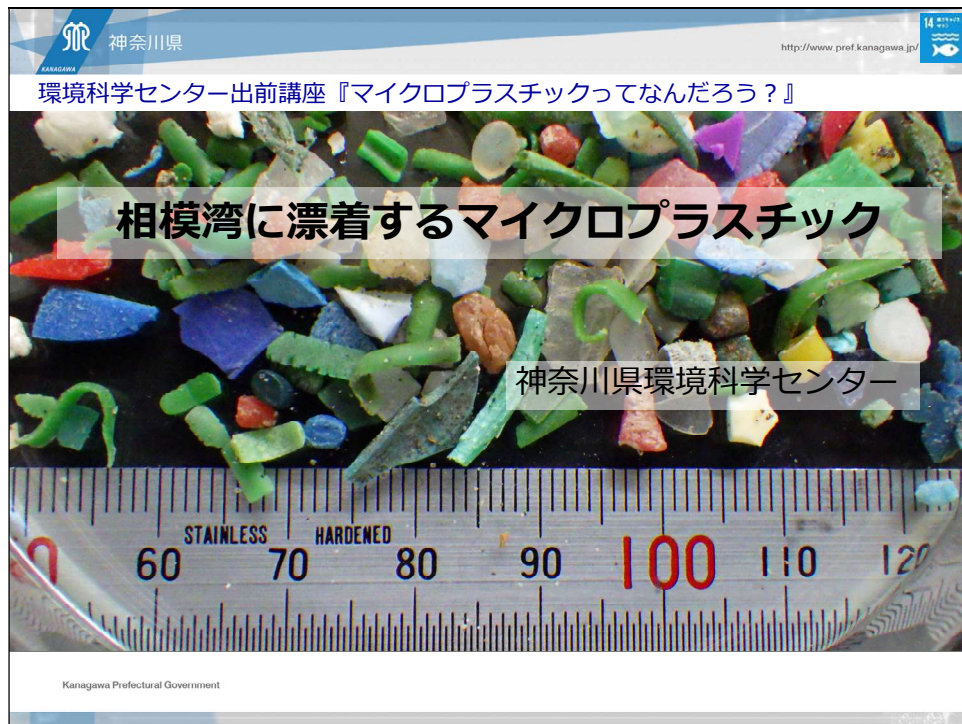 神奈川県
KANAGAWA
http://www.pref.kanagawa.jp/
14
環境科学センター出前講座『マイクロプラスチックってなんだろう？』
相模湾に漂着するマイクロプラスチック
神奈川県環境科学センター
STAINLESS HARDENED
60 70 80 90 100 110 120
Kanagawa Prefectural Government